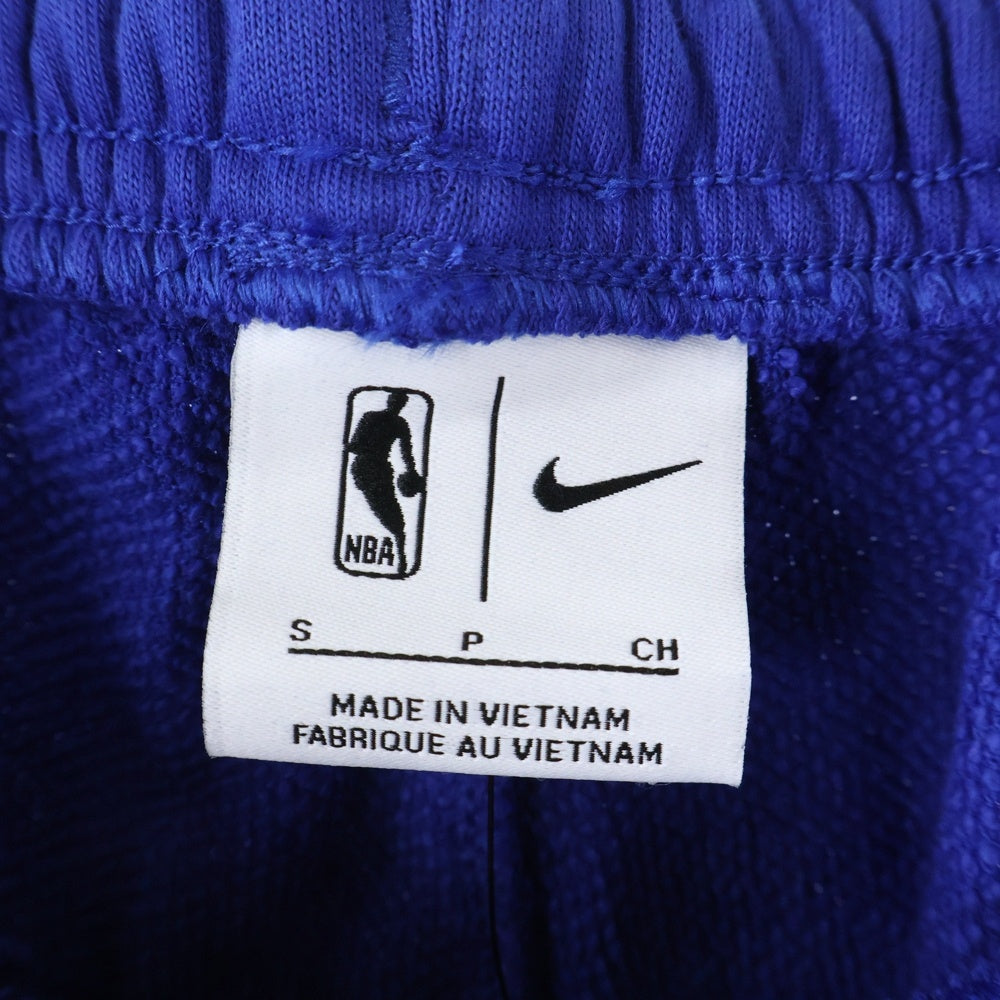 NBA
S P CH
MADE IN VIETNAM
FABRIQUE AU VIETNAM